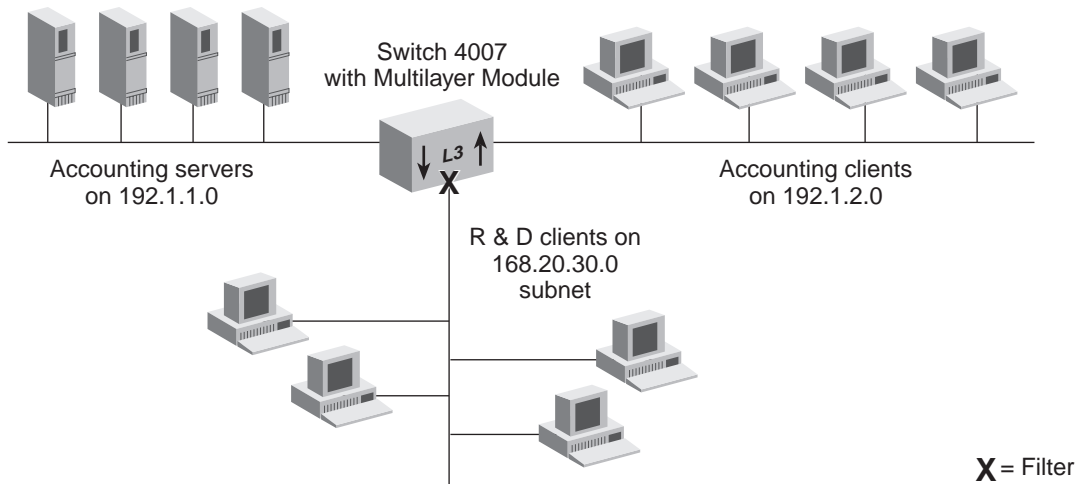 Switch 4007
with Multilayer Module
L3
X
Accounting servers
on 192.1.1.0
Accounting clients
on 192.1.2.0
R & D clients on
168.20.30.0
subnet
X = Filter